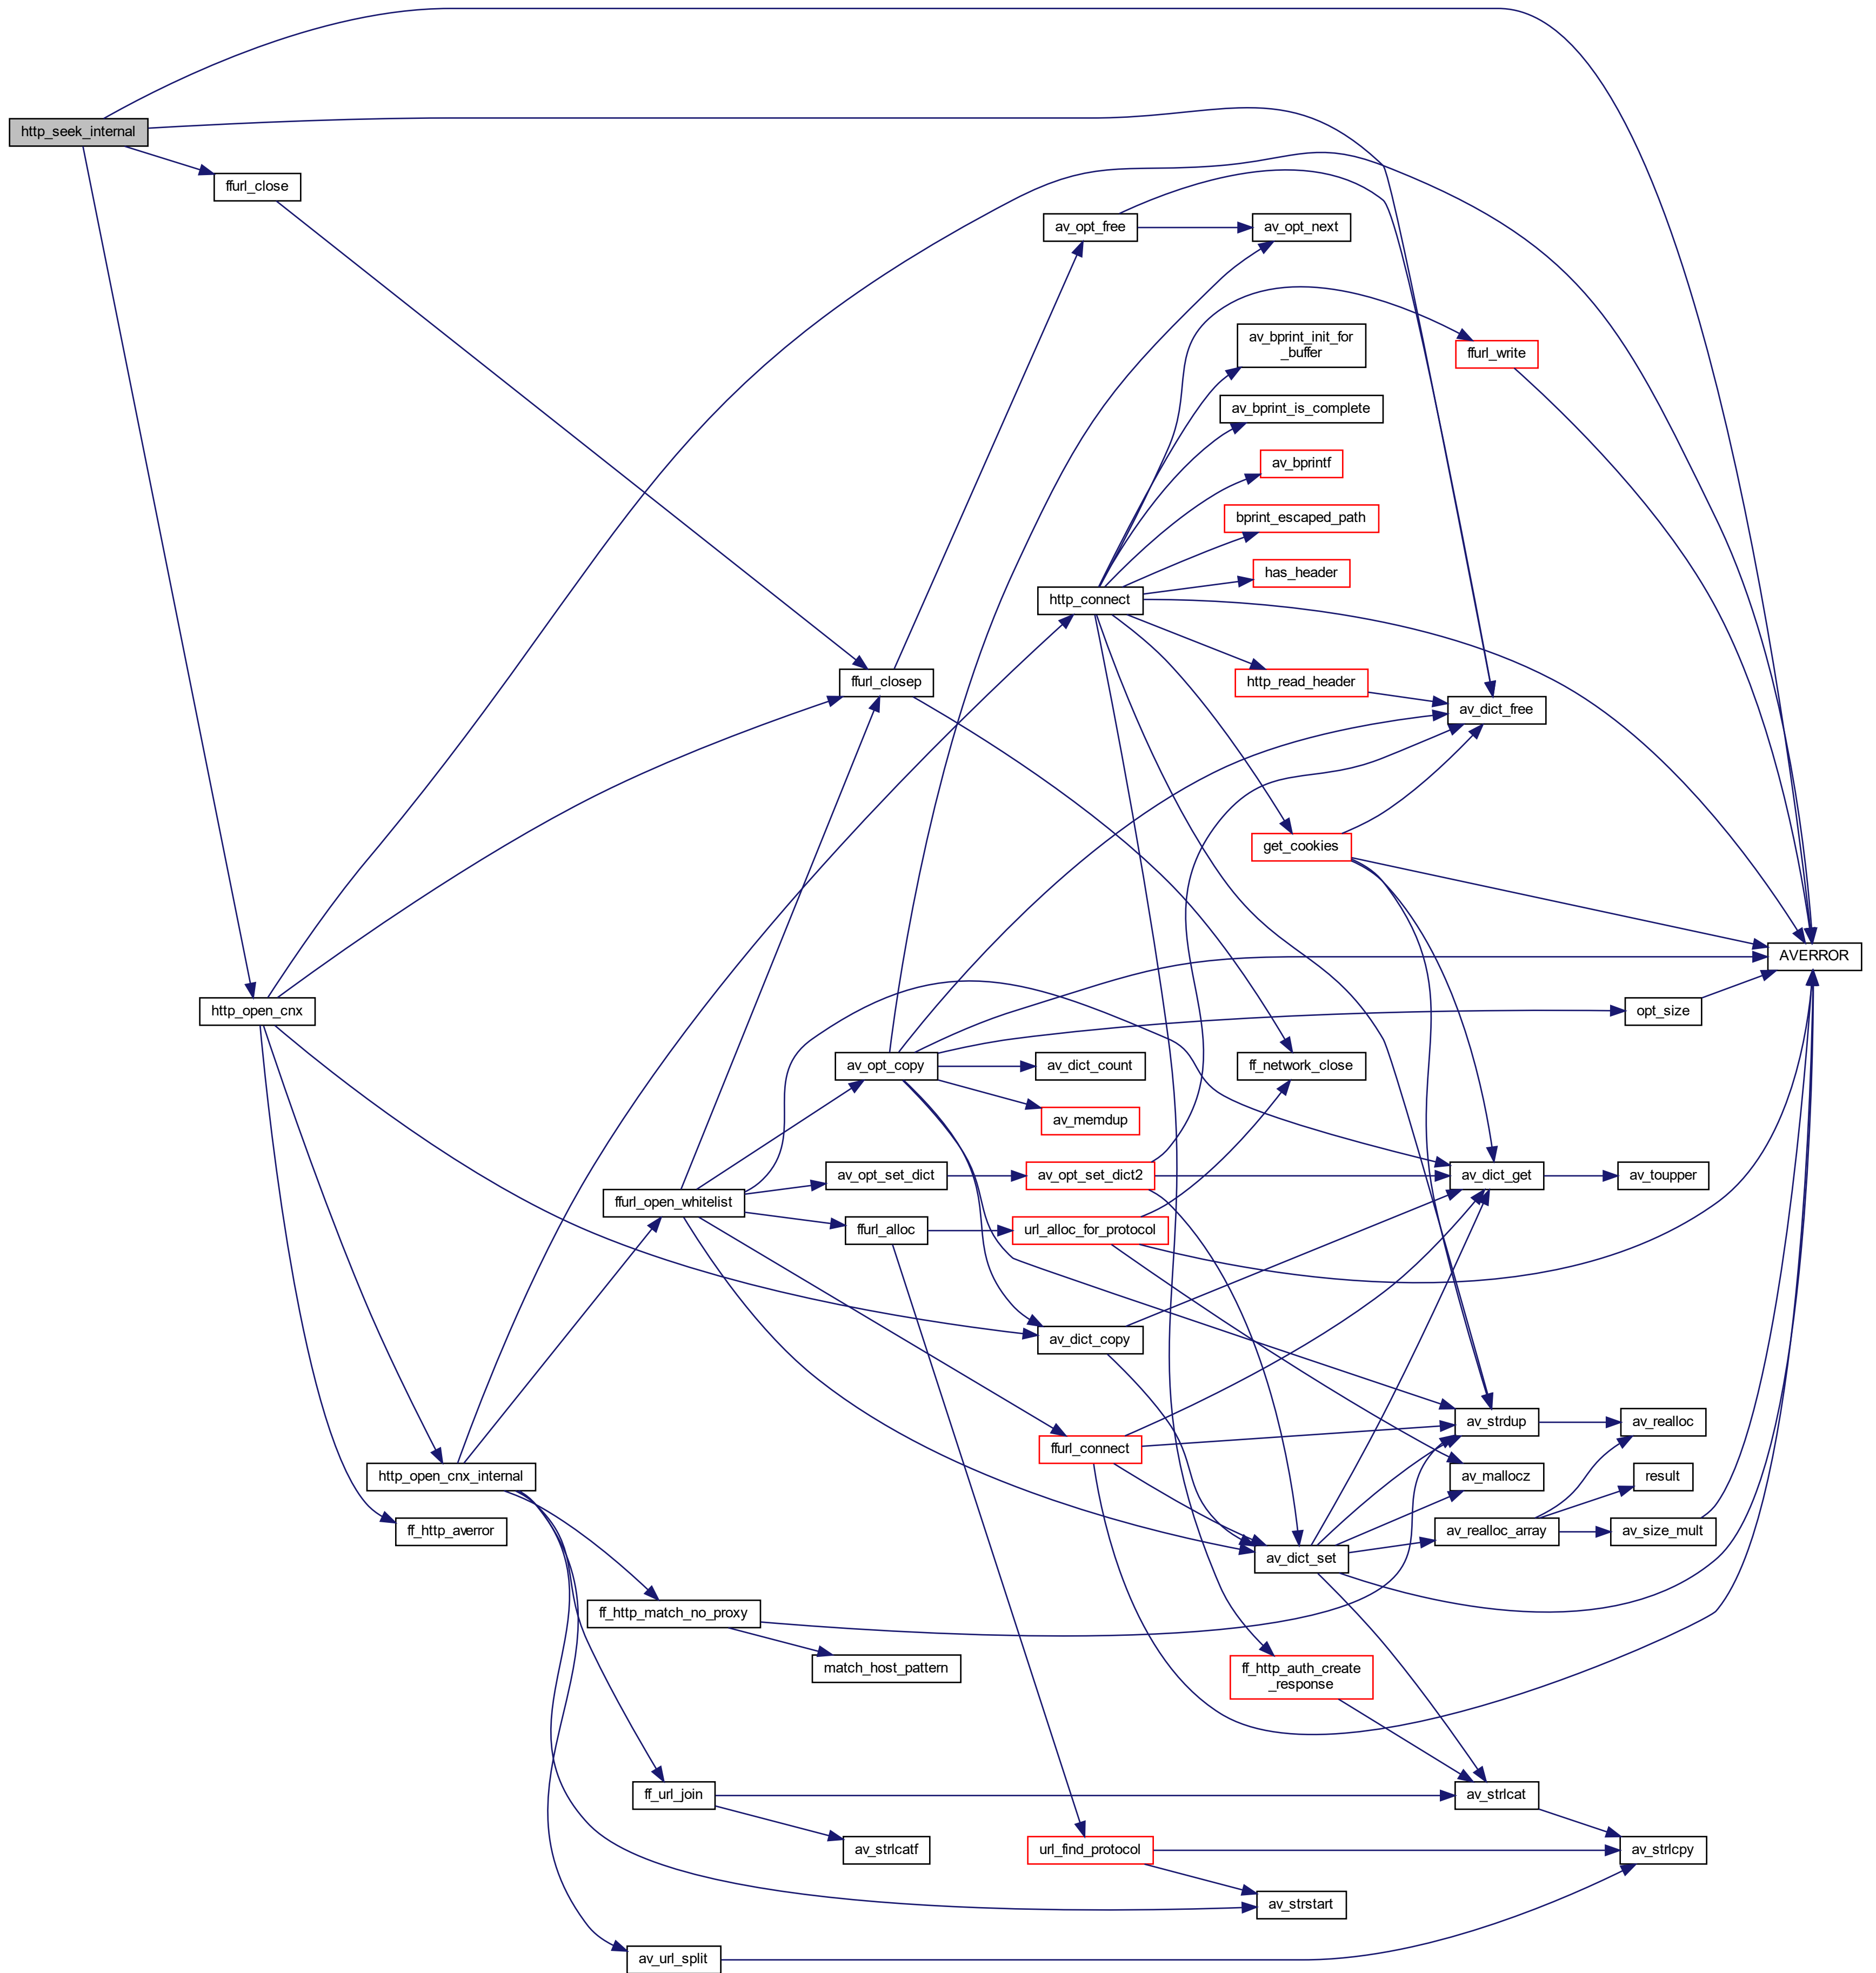 http_seek_internal
ffurl_close
av_opt_free
av_opt_next
av_bprint_init_for
_buffer
ffurl_write
av_bprint_is_complete
av_bprintf
bprint_escaped_path
has_header
http_connect
ffurl_closep
http_read_header
av_dict_free
get_cookies
AVERROR
http_open_cnx
opt_size
av_opt_copy
av_dict_count
ff_network_close
av_memdup
av_opt_set_dict
av_opt_set_dict2
av_dict_get
av_toupper
ffurl_open_whitelist
ffurl_alloc
url_alloc_for_protocol
av_dict_copy
av_strdup
av_realloc
ffurl_connect
http_open_cnx_internal
av_mallocz
result
ff_http_averror
av_realloc_array
av_size_mult
av_dict_set
ff_http_match_no_proxy
match_host_pattern
ff_http_auth_create
_response
ff_url_join
av_strlcat
av_strlcatf
url_find_protocol
av_strlcpy
av_strstart
av_url_split